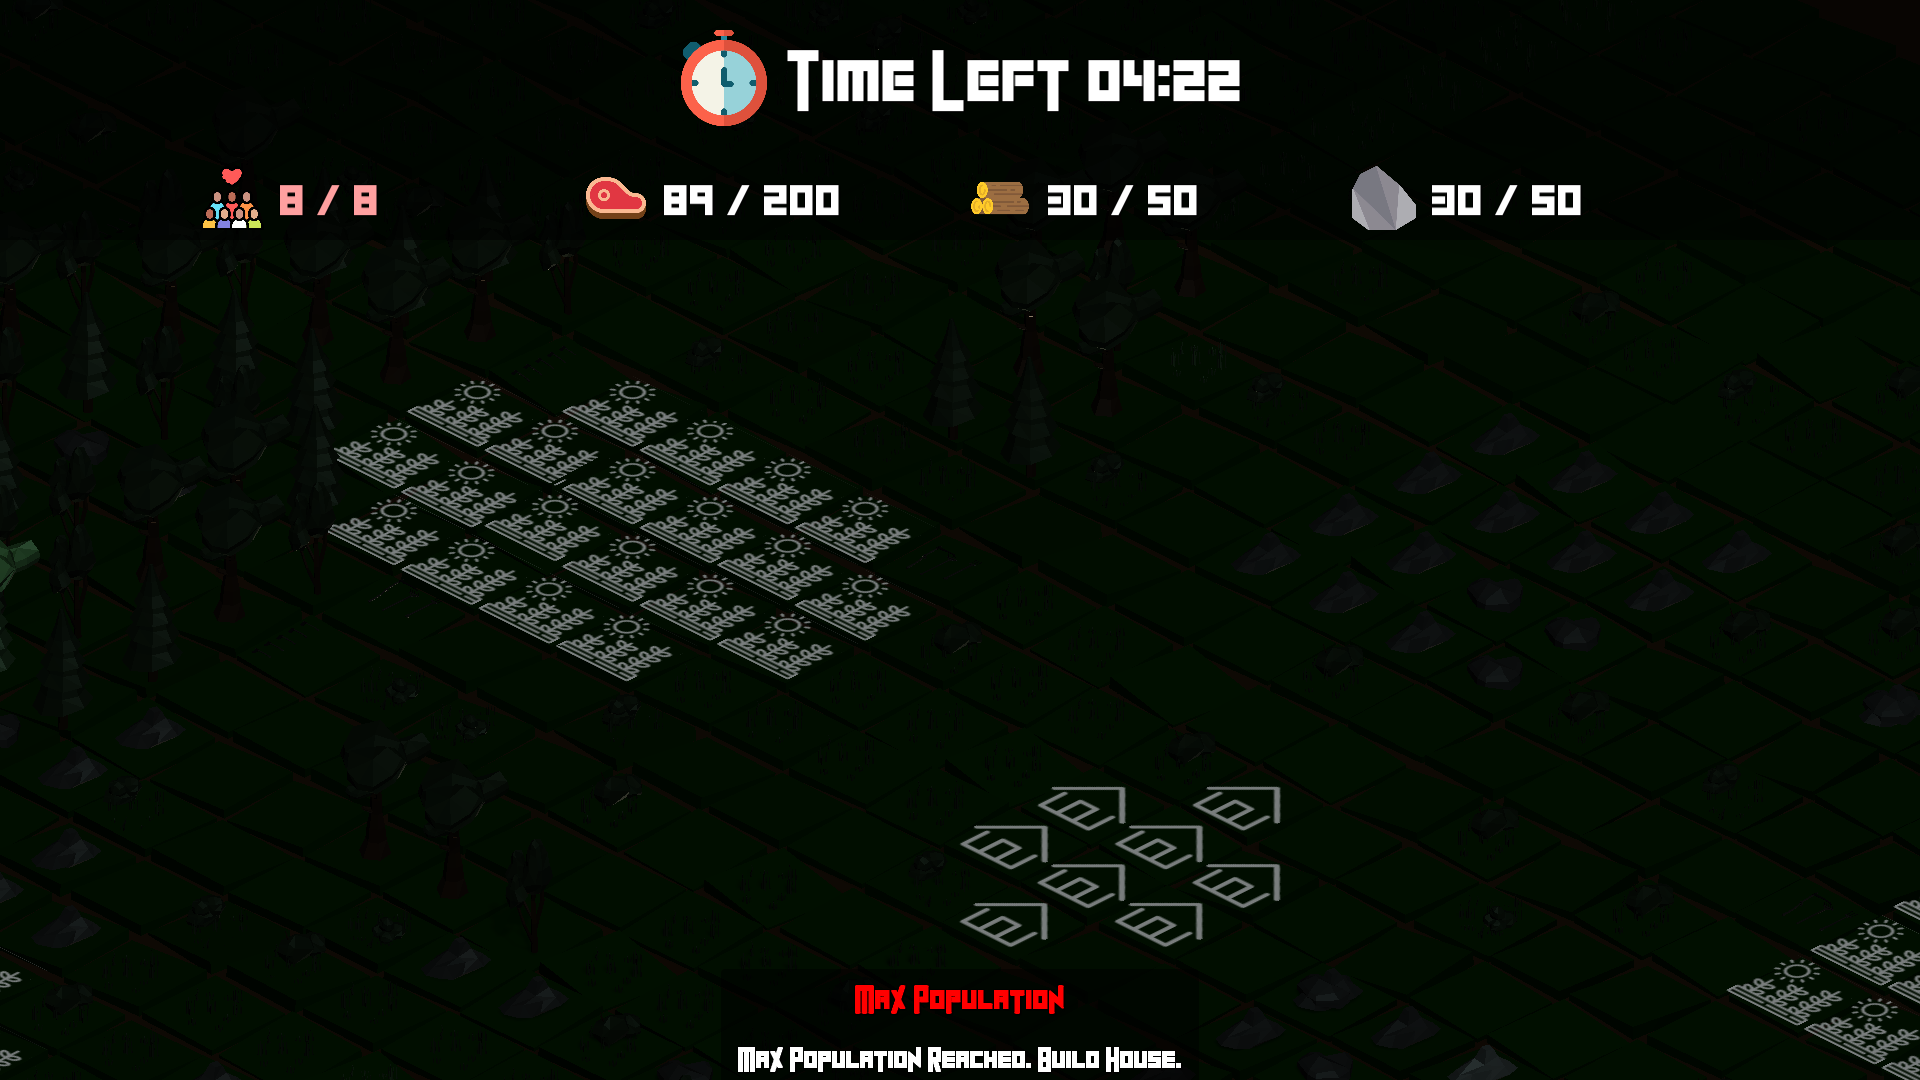 Time Left 04:22
8 / 8
89 / 200
30 / 50
30 / 50
Max Population
Max Population Reached. Build House.